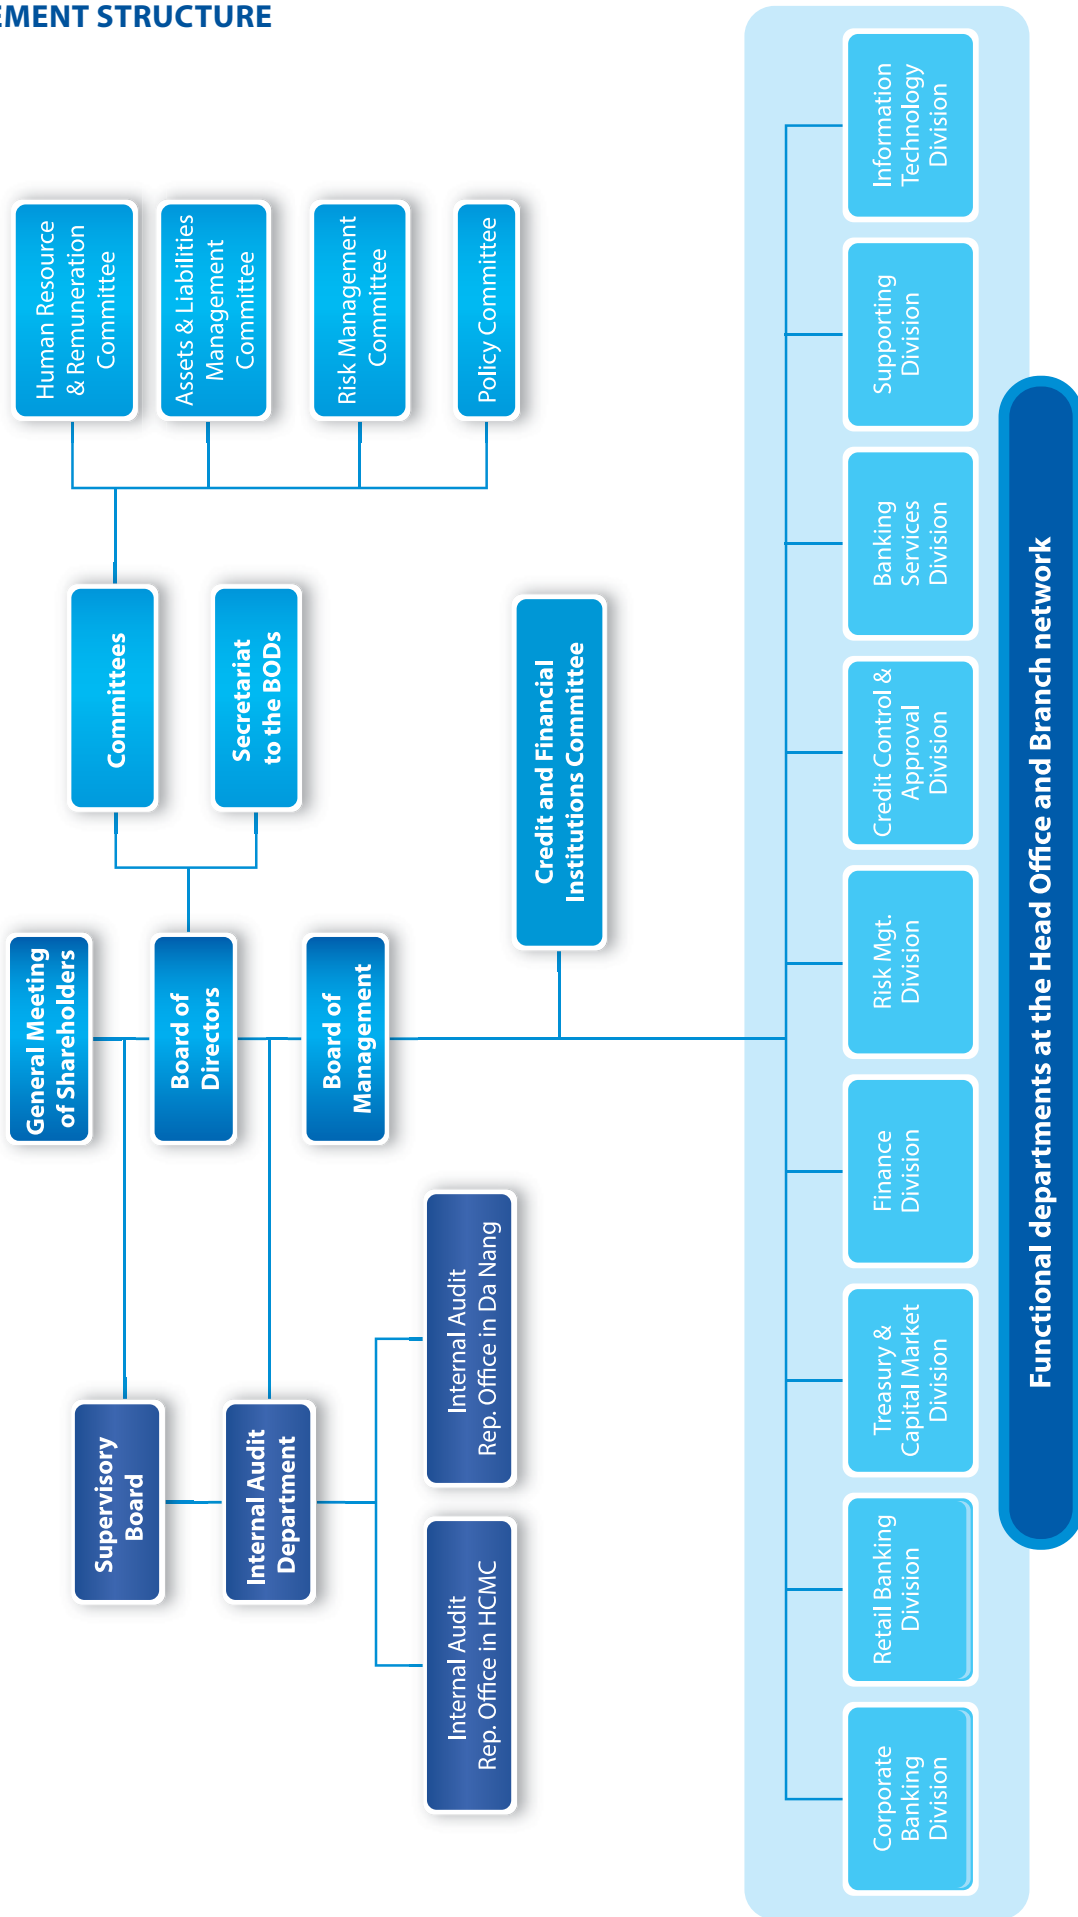 EMENT STRUCTURE
General Meeting
of Shareholders
Supervisory
Board
Board of
Directors
Committees
Secretariat
to the BODs
Human Resource
& Remuneration
Committee
Assets & Liabilities
Management
Committee
Risk Management
Committee
Policy Committee
Internal Audit
Department
Board of
Management
Internal Audit
Rep. Office in HCMC
Internal Audit
Rep. Office in Da Nang
Credit and Financial
Institutions Committee
Corporate
Banking
Division
Retail Banking
Division
Treasury &
Capital Market
Division
Finance
Division
Risk Mgt.
Division
Credit Control &
Approval
Division
Banking
Services
Division
Supporting
Division
Information
Technology
Division
Functional departments at the Head Office and Branch network